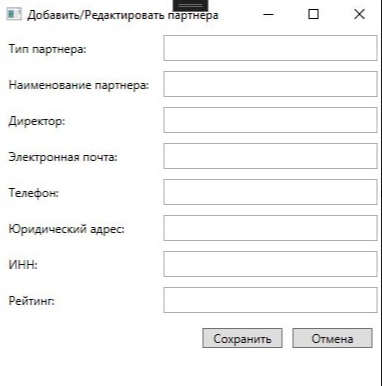 Добавить/Редактировать партнера
Тип партнера:
Наименование партнера:
Директор:
Электронная почта:
Телефон:
Юридический адрес:
ИНН:
Рейтинг:
Сохранить
Отмена